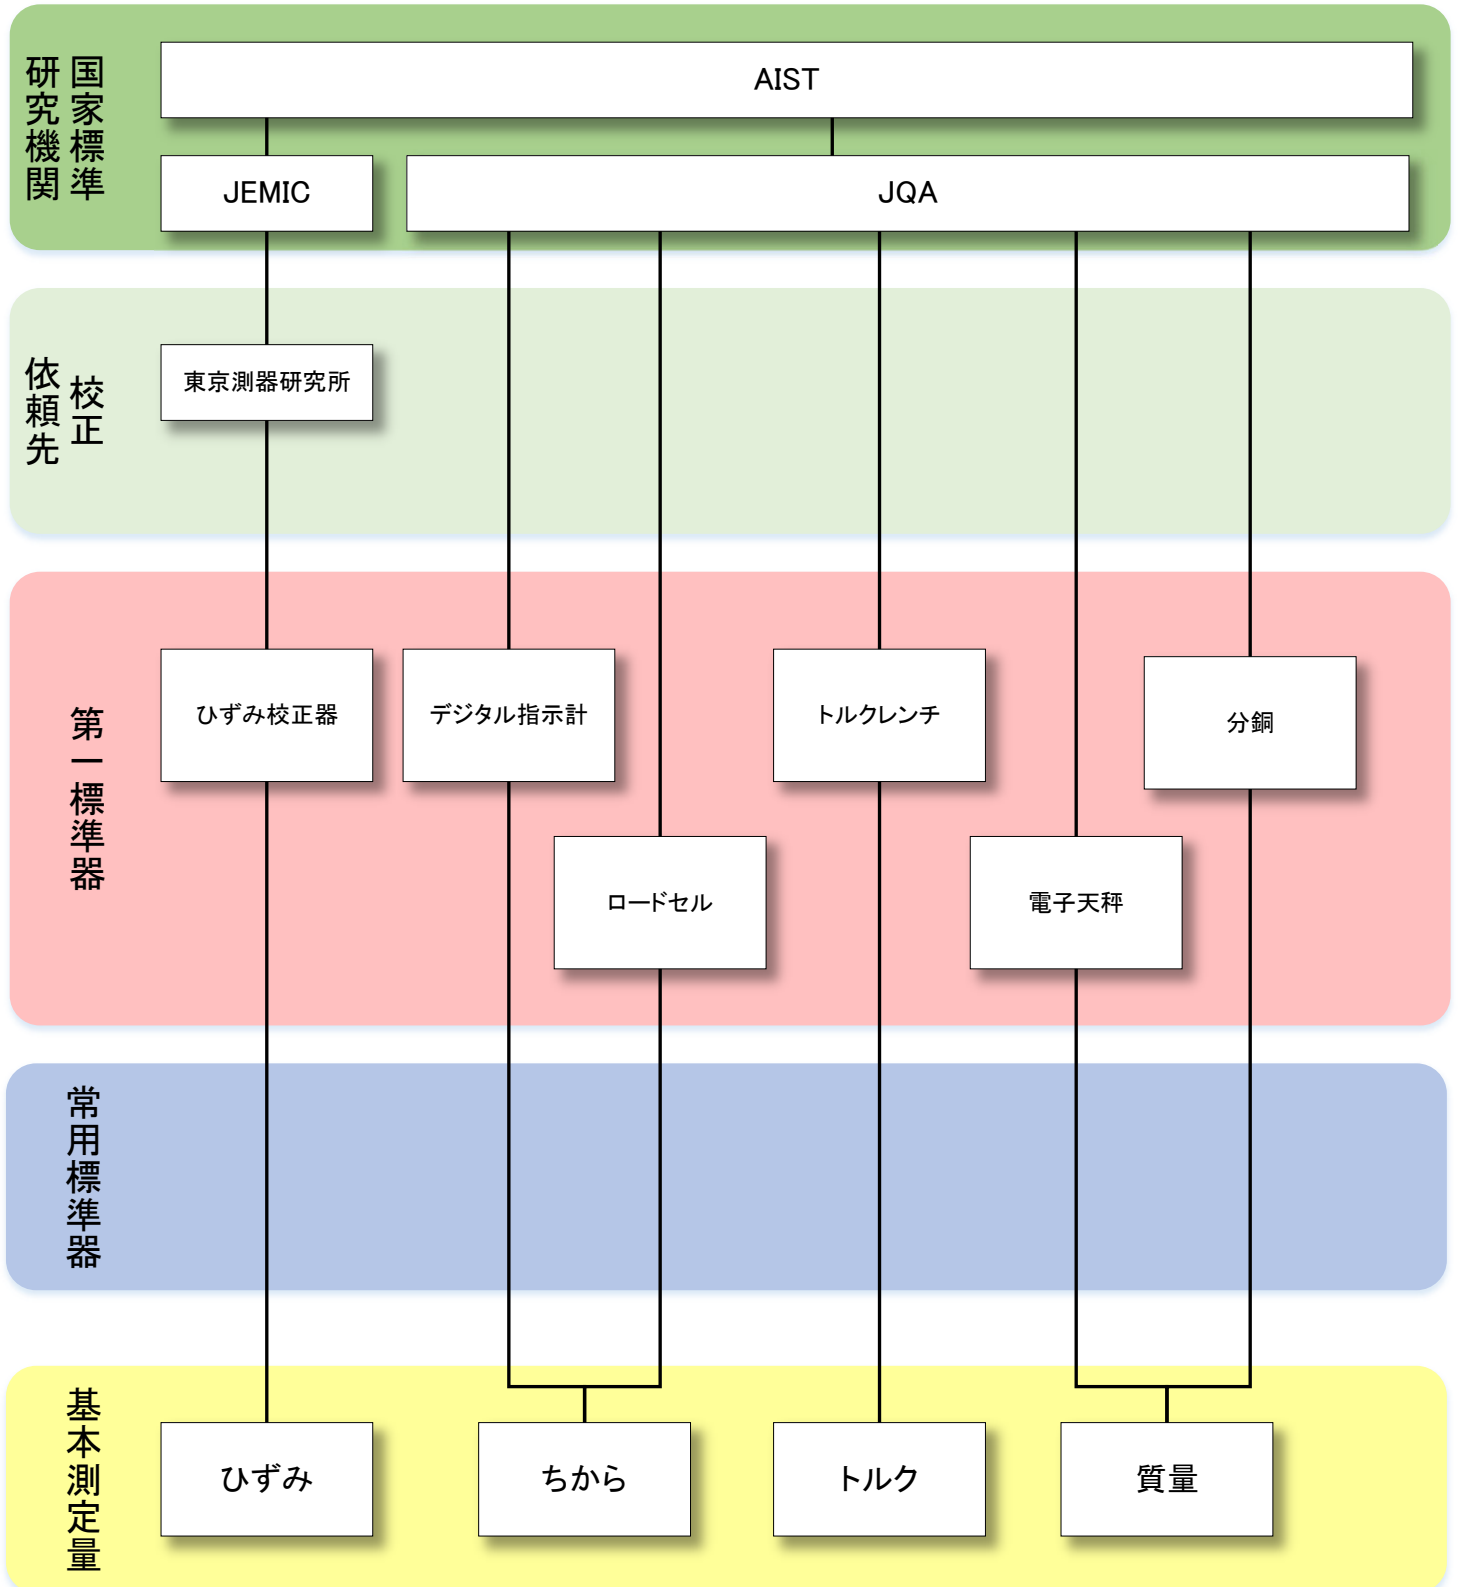 国家標準
研究機関
AIST
JEMIC
JQA
校正
依頼先
東京測器研究所
第一標準器
ひずみ校正器
デジタル指示計
トルクレンチ
分銅
ロードセル
電子天秤
常用標準器
基本測定量
ひずみ
ちから
トルク
質量